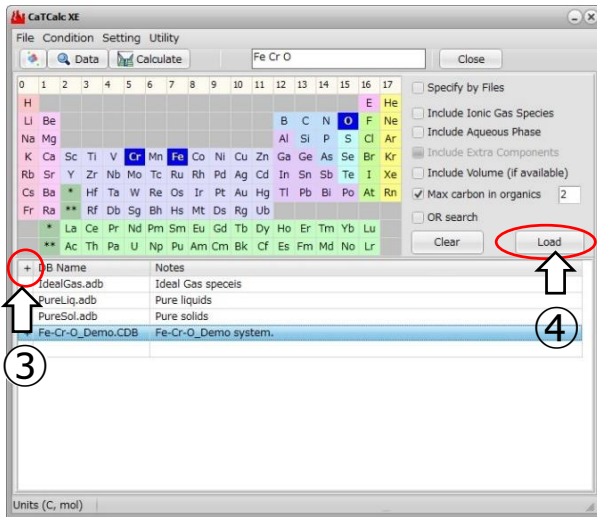 CaTCalc XE
File Condition Setting Utility
Data Calculate Fe Cr O Close
0 1 2 3 4 5 6 7 8 9 10 11 12 13 14 15 16 17
H E He
Li Be B C N O F Ne
Na Mg Al Si P S Cl Ar
K Ca Sc Ti V Cr Mn Fe Co Ni Cu Zn Ga Ge As Se Br Kr
Rb Sr Y Zr Nb Mo Tc Ru Rh Pd Ag Cd In Sn Sb Te I Xe
Cs Ba * Hf Ta W Re Os Ir Pt Au Hg Tl Pb Bi Po At Rn
Fr Ra ** Rf Db Sg Bh Hs Mt Ds Rg Ub
* La Ce Pr Nd Pm Sm Eu Gd Tb Dy Ho Er Tm Yb Lu
** Ac Th Pa U Np Pu Am Cm Bk Cf Es Fm Md No Lr
Specify by Files
Include Ionic Gas Species
Include Aqueous Phase
Include Extra Components
Include Volume (if available)
Max carbon in organics 2
OR search
Clear Load
+ DB Name Notes
IdealGas.adb Ideal Gas speceis
PureLiq.adb Pure liquids
PureSol.adb Pure solids
+ Fe-Cr-O_Demo.CDB Fe-Cr-O_Demo system.
③
④
Units (C, mol)